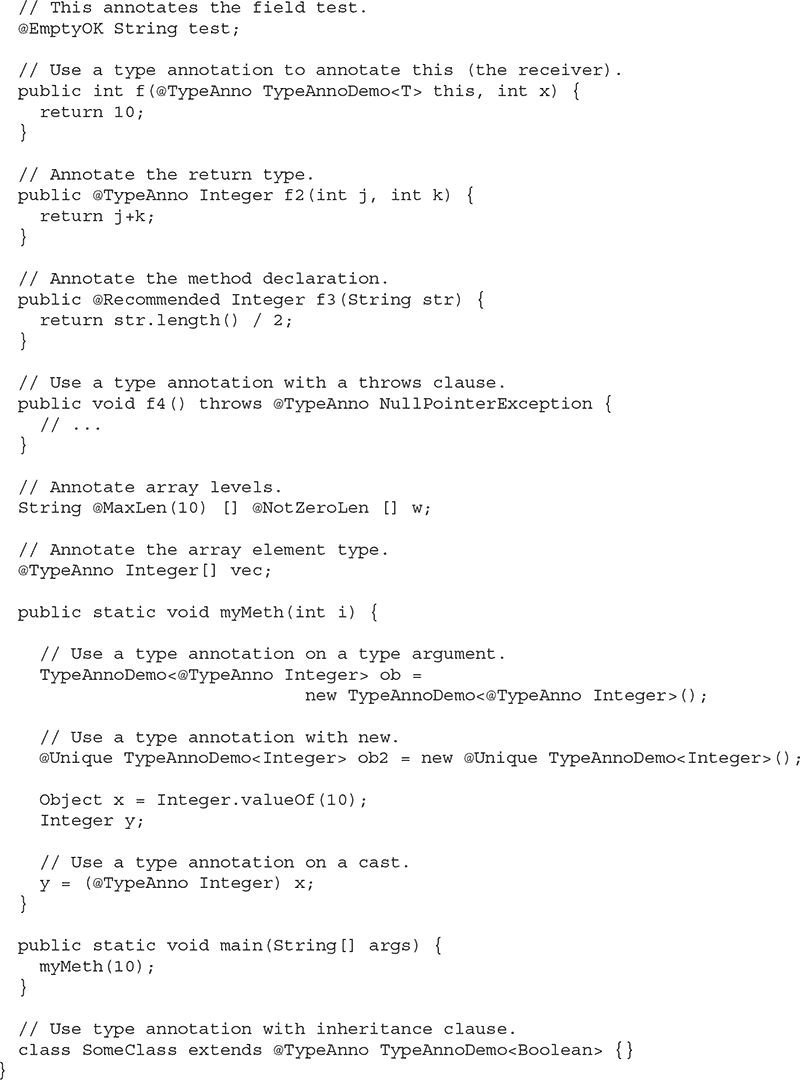 // This annotates the field test.
  @EmptyOK String test;

  // Use a type annotation to annotate this (the receiver).
  public int f(@TypeAnno TypeAnnoDemo<T> this, int x) {
    return 10;
  }

  // Annotate the return type.
  public @TypeAnno Integer f2(int j, int k) {
    return j+k;
  }

  // Annotate the method declaration.
  public @Recommended Integer f3(String str) {
    return str.length() / 2;
  }

  // Use a type annotation with a throws clause.
  public void f4() throws @TypeAnno NullPointerException {
    // ...
  }

  // Annotate array levels.
  String @MaxLen(10) [] @NotZeroLen [] w;

  // Annotate the array element type.
  @TypeAnno Integer[] vec;

  public static void myMeth(int i) {

    // Use a type annotation on a type argument.
    TypeAnnoDemo<@TypeAnno Integer> ob =
                             new TypeAnnoDemo<@TypeAnno Integer>();

    // Use a type annotation with new.
    @Unique TypeAnnoDemo<Integer> ob2 = new @Unique TypeAnnoDemo<Integer>();

    Object x = Integer.valueOf(10);
    Integer y;

    // Use a type annotation on a cast.
    y = (@TypeAnno Integer) x;
  }

  public static void main(String[] args) {
    myMeth(10);
  }

  // Use type annotation with inheritance clause.
  class SomeClass extends @TypeAnno TypeAnnoDemo<Boolean> {}
}